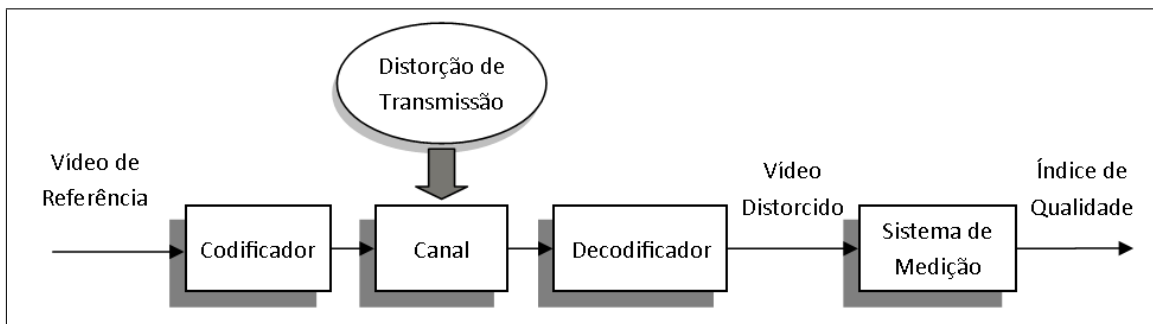 Distorção de
Transmissão
Vídeo de
Referência
Codificador
Canal
Decodificador
Vídeo
Distorcido
Sistema de
Medição
Índice de
Qualidade